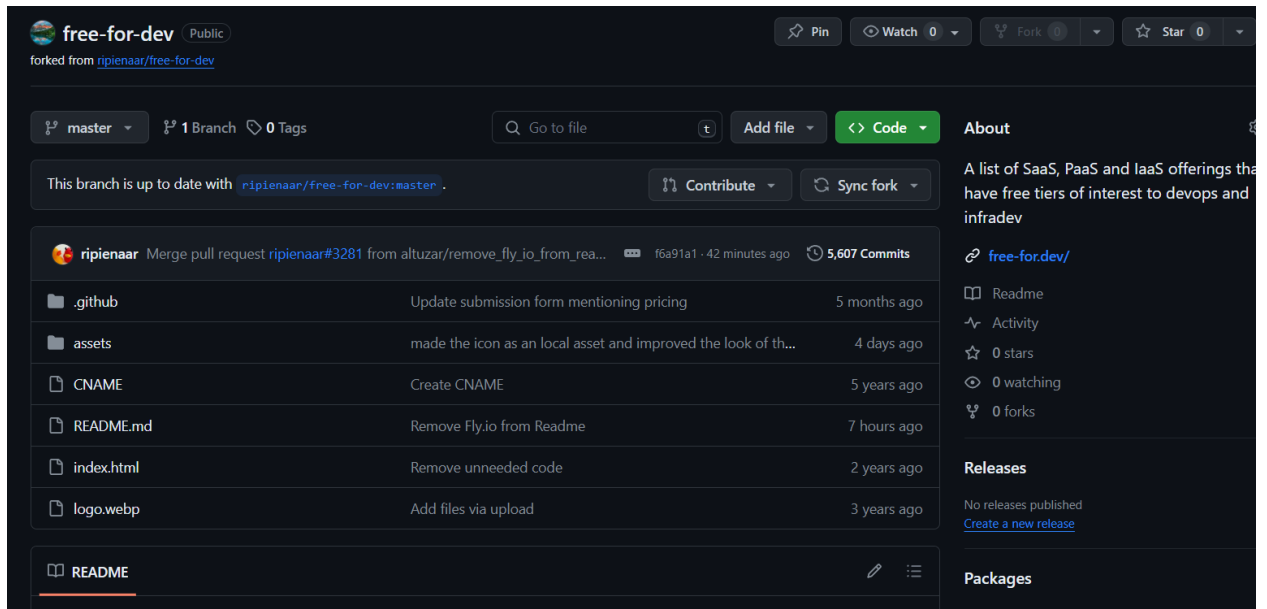 free-for-dev Public
Pin Watch 0 Fork 0 Star 0
forked from ripienaar/free-for-dev
master 1 Branch 0 Tags
Go to file t Add file Code
This branch is up to date with ripienaar/free-for-dev:master .
Contribute Sync fork
ripienaar Merge pull request ripienaar#3281 from altuzar/remove_fly_io_from_rea... f6a91a1 · 42 minutes ago 5,607 Commits
.github Update submission form mentioning pricing 5 months ago
assets made the icon as an local asset and improved the look of th... 4 days ago
CNAME Create CNAME 5 years ago
README.md Remove Fly.io from Readme 7 hours ago
index.html Remove unneeded code 2 years ago
logo.webp Add files via upload 3 years ago
README
About
A list of SaaS, PaaS and IaaS offerings tha
have free tiers of interest to devops and
infradev
free-for.dev/
Readme
Activity
0 stars
0 watching
0 forks
Releases
No releases published
Create a new release
Packages